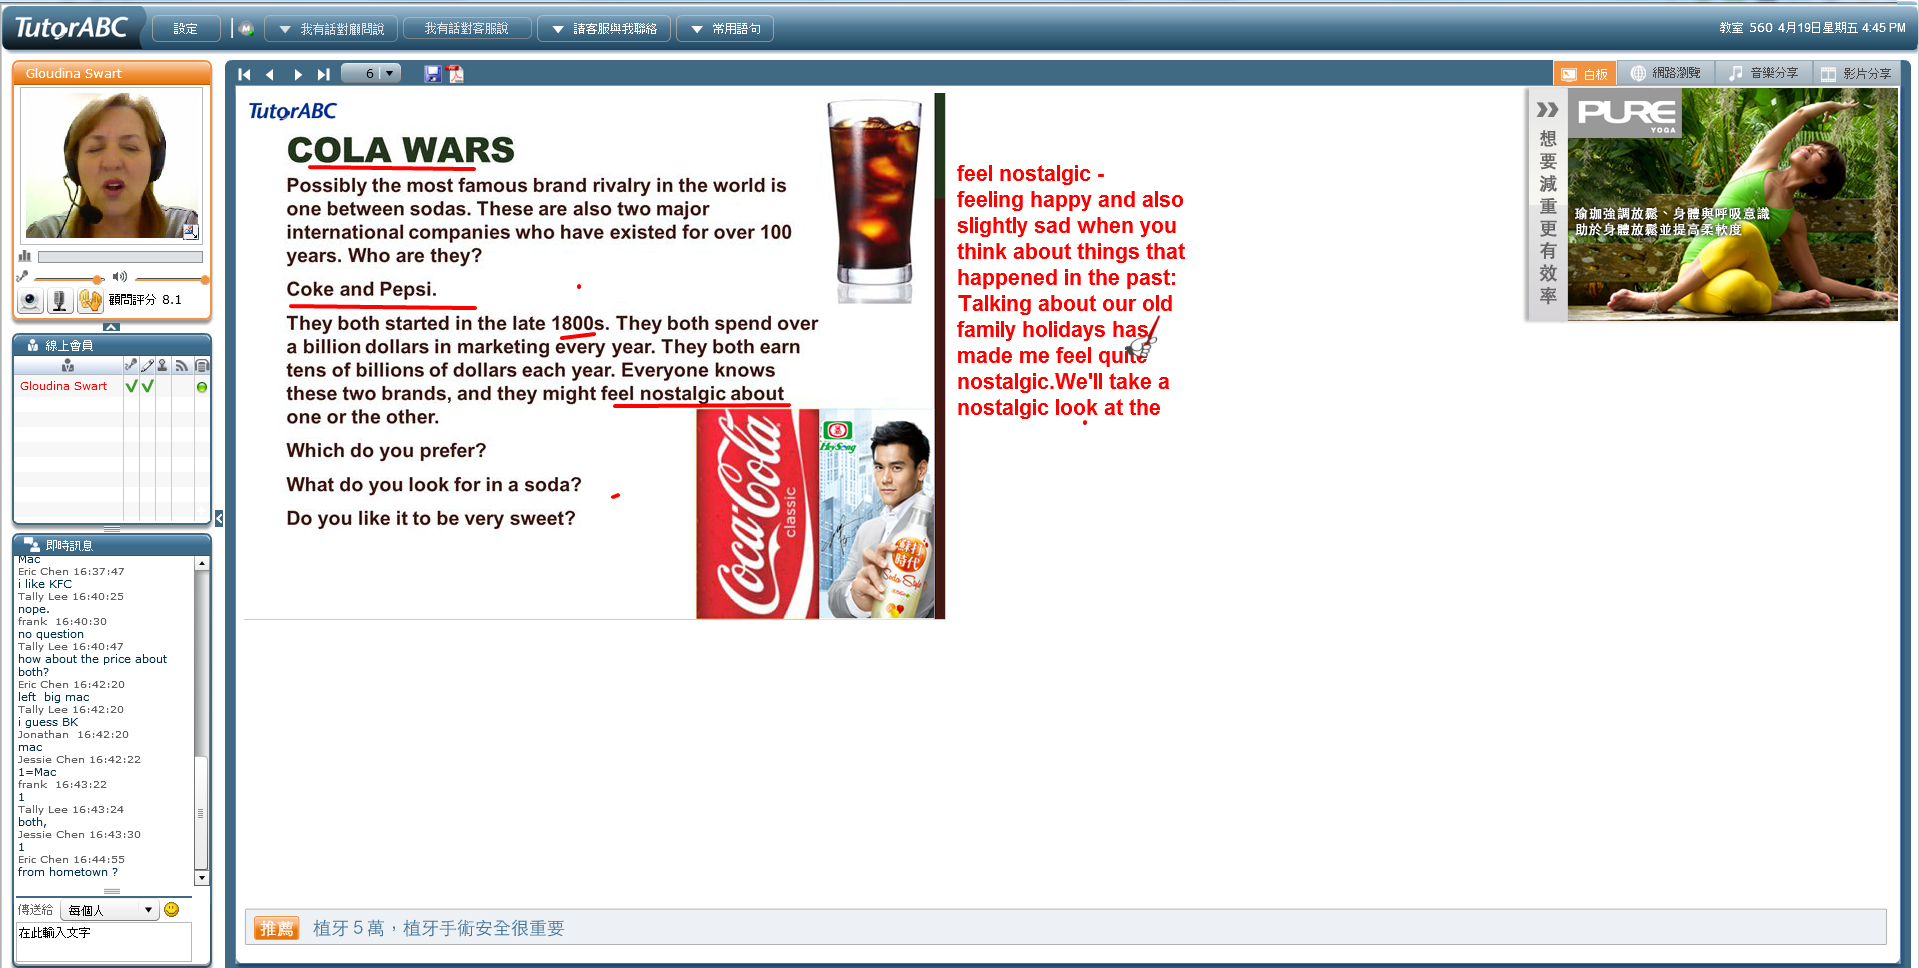 TutorABC
設定
我有話對顧問說
我有話對客服說
請客服與我聯絡
常用語句
教室 560 4月19日星期五 4:45 PM
Gloudina Swart
顧問評分 8.1
線上會員
Gloudina Swart
即時訊息
Mac
Eric Chen 16:37:47
i like KFC
Tally Lee 16:40:25
nope.
frank 16:40:30
no question
Tally Lee 16:40:47
how about the price about
both?
Eric Chen 16:42:20
left big mac
Tally Lee 16:42:20
i guess BK
Jonathan 16:42:20
mac
Jessie Chen 16:42:22
1=Mac
frank 16:43:22
1
Tally Lee 16:43:24
both,
Jessie Chen 16:43:30
1
Eric Chen 16:44:55
from hometown ?
傳送給 每個人
在此輸入文字
6
白板
網路瀏覽
音樂分享
影片分享
TutorABC
COLA WARS
Possibly the most famous brand rivalry in the world is
one between sodas. These are also two major
international companies who have existed for over 100
years. Who are they?
Coke and Pepsi.
They both started in the late 1800s. They both spend over
a billion dollars in marketing every year. They both earn
tens of billions of dollars each year. Everyone knows
these two brands, and they might feel nostalgic about
one or the other.
Which do you prefer?
What do you look for in a soda?
Do you like it to be very sweet?
Coca-Cola
classic
HeySong
蘇打
時代
Soda Style
feel nostalgic -
feeling happy and also
slightly sad when you
think about things that
happened in the past:
Talking about our old
family holidays has
made me feel quite
nostalgic.We'll take a
nostalgic look at the
想要減重更有效率
PURE
YOGA
瑜珈強調放鬆、身體與呼吸意識
助於身體放鬆並提高柔軟度
推薦
植牙５萬，植牙手術安全很重要